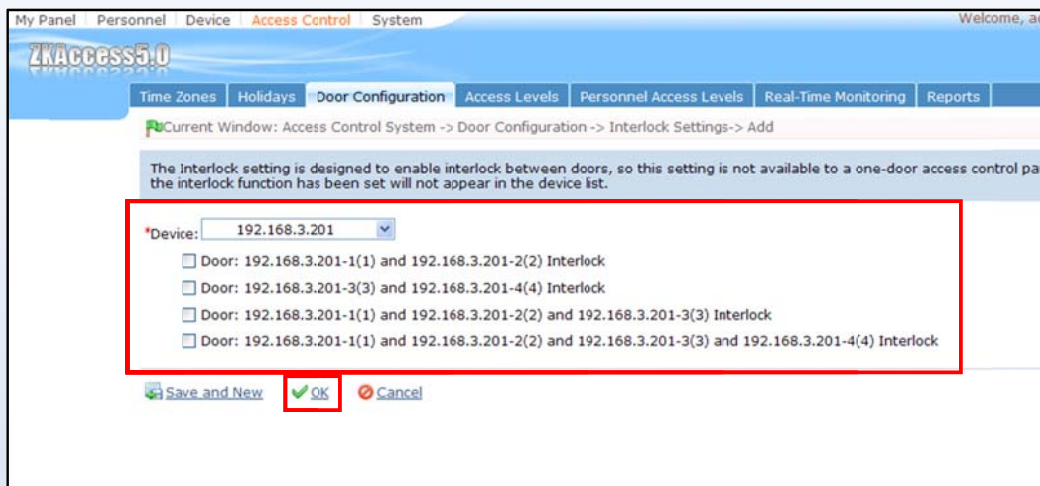 My Panel Personnel Device Access Control System Welcome, ad
ZKAccess5.0
Time Zones Holidays Door Configuration Access Levels Personnel Access Levels Real-Time Monitoring Reports
Current Window: Access Control System -> Door Configuration -> Interlock Settings-> Add
The Interlock setting is designed to enable interlock between doors, so this setting is not available to a one-door access control pa
the interlock function has been set will not appear in the device list.
*Device: 192.168.3.201
Door: 192.168.3.201-1(1) and 192.168.3.201-2(2) Interlock
Door: 192.168.3.201-3(3) and 192.168.3.201-4(4) Interlock
Door: 192.168.3.201-1(1) and 192.168.3.201-2(2) and 192.168.3.201-3(3) Interlock
Door: 192.168.3.201-1(1) and 192.168.3.201-2(2) and 192.168.3.201-3(3) and 192.168.3.201-4(4) Interlock
Save and New OK Cancel